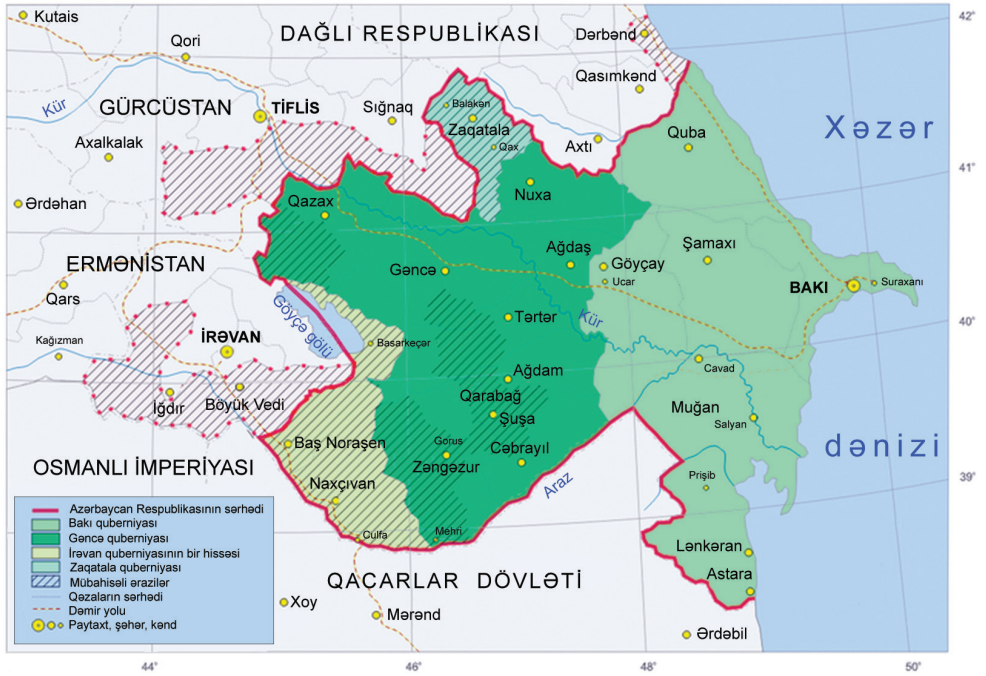 Kutais
Qori
DAĞLI RESPUBLİKASI
Dərbənd
42°
Qasımkənd
Kür
GÜRCÜSTAN
TİFLİS
Sığnaq
Balakən
Zaqatala
Qax
Axtı
Quba
Xəzər
Axalkalak
41°
Ərdəhan
Qazax
Nuxa
ERMƏNİSTAN
Gəncə
Ağdaş
Göyçay
Ucar
Şamaxı
BAKI
Suraxanı
Qars
Göyçə gölü
Tərtər
Kür
40°
Kağızman
İRƏVAN
Basarkeçər
Cavad
Ağdam
Qarabağ
Şuşa
Muğan
Salyan
İğdır
Böyük Vedi
Baş Noraşen
Gorus
Zəngəzur
Cəbrayıl
dənizi
OSMANLI İMPERİYASI
Naxçıvan
Araz
Prişib
39°
Culfa
Mehri
Lənkəran
Astara
QACARLAR DÖVLƏTİ
Xoy
Mərənd
Ərdəbil
Azərbaycan Respublikasının sərhədi
Bakı quberniyası
Gəncə quberniyası
İrəvan quberniyasının bir hissəsi
Zaqatala quberniyası
Mübahisəli ərazilər
Qəzaların sərhədi
Dəmir yolu
Paytaxt, şəhər, kənd
44°
46°
48°
50°